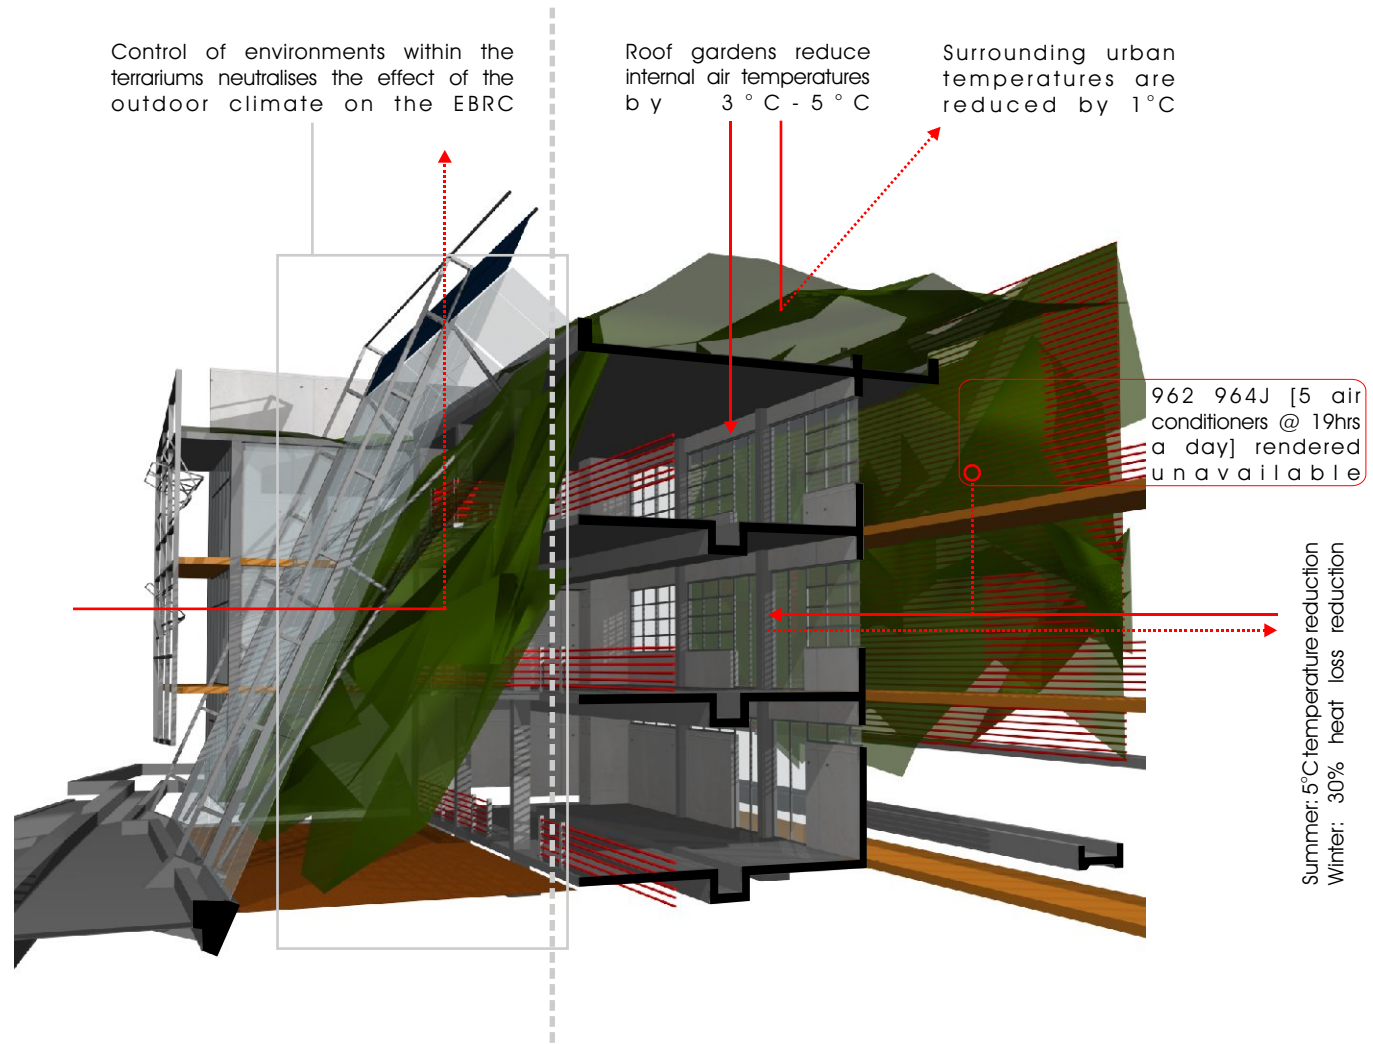 Control of environments within the
terrariums neutralises the effect of the
outdoor climate on the EBRC
Roof gardens reduce
internal air temperatures
by 3°C-5°C
Surrounding urban
temperatures are
reduced by 1°C
962 964J [5 air
conditioners @ 19hrs
a day] rendered
unavailable
Summer: 5°C temperature reduction
Winter: 30% heat loss reduction